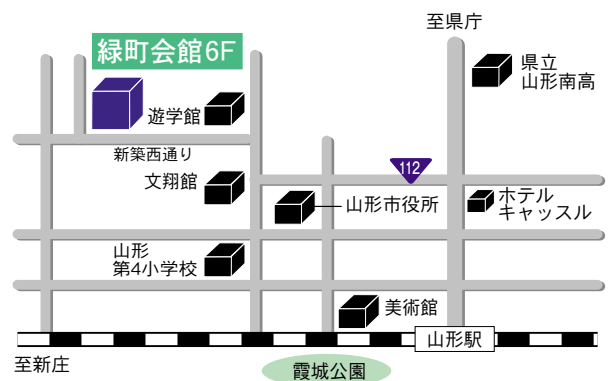 至県庁
緑町会館6F
県立
山形南高
遊学館
新築西通り
112
文翔館
山形市役所
ホテル
キャッスル
山形
第4小学校
美術館
山形駅
至新庄
霞城公園